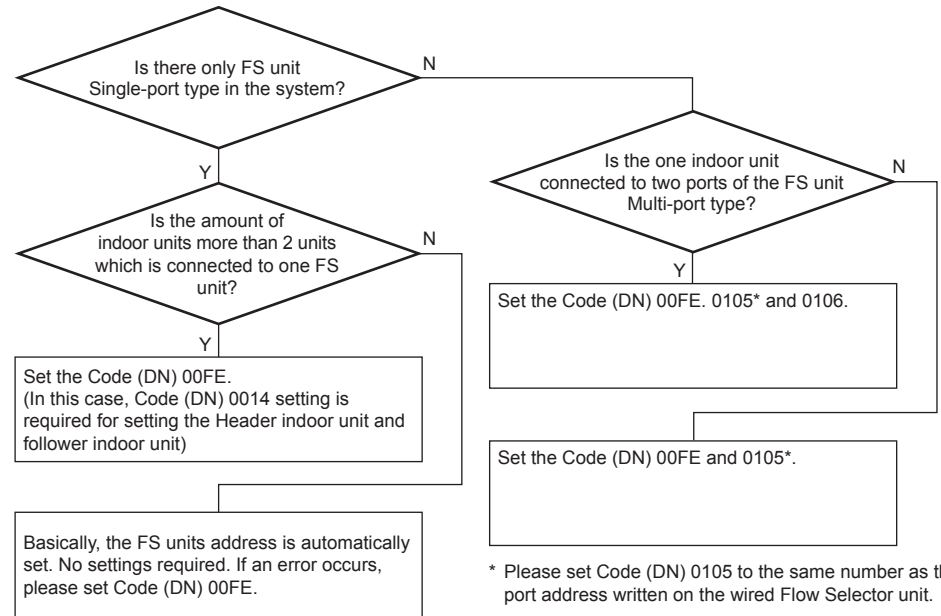 Is there only FS unit
Single-port type in the system?
N
Y
Is the one indoor unit
connected to two ports of the FS unit
Multi-port type?
N
Y
Is the amount of
indoor units more than 2 units
which is connected to one FS
unit?
N
Y
Set the Code (DN) 00FE. 0105* and 0106.
Set the Code (DN) 00FE.
(In this case, Code (DN) 0014 setting is
required for setting the Header indoor unit and
follower indoor unit)
Set the Code (DN) 00FE and 0105*.
Basically, the FS units address is automatically
set. No settings required. If an error occurs,
please set Code (DN) 00FE.
* Please set Code (DN) 0105 to the same number as
port address written on the wired Flow Selector unit.